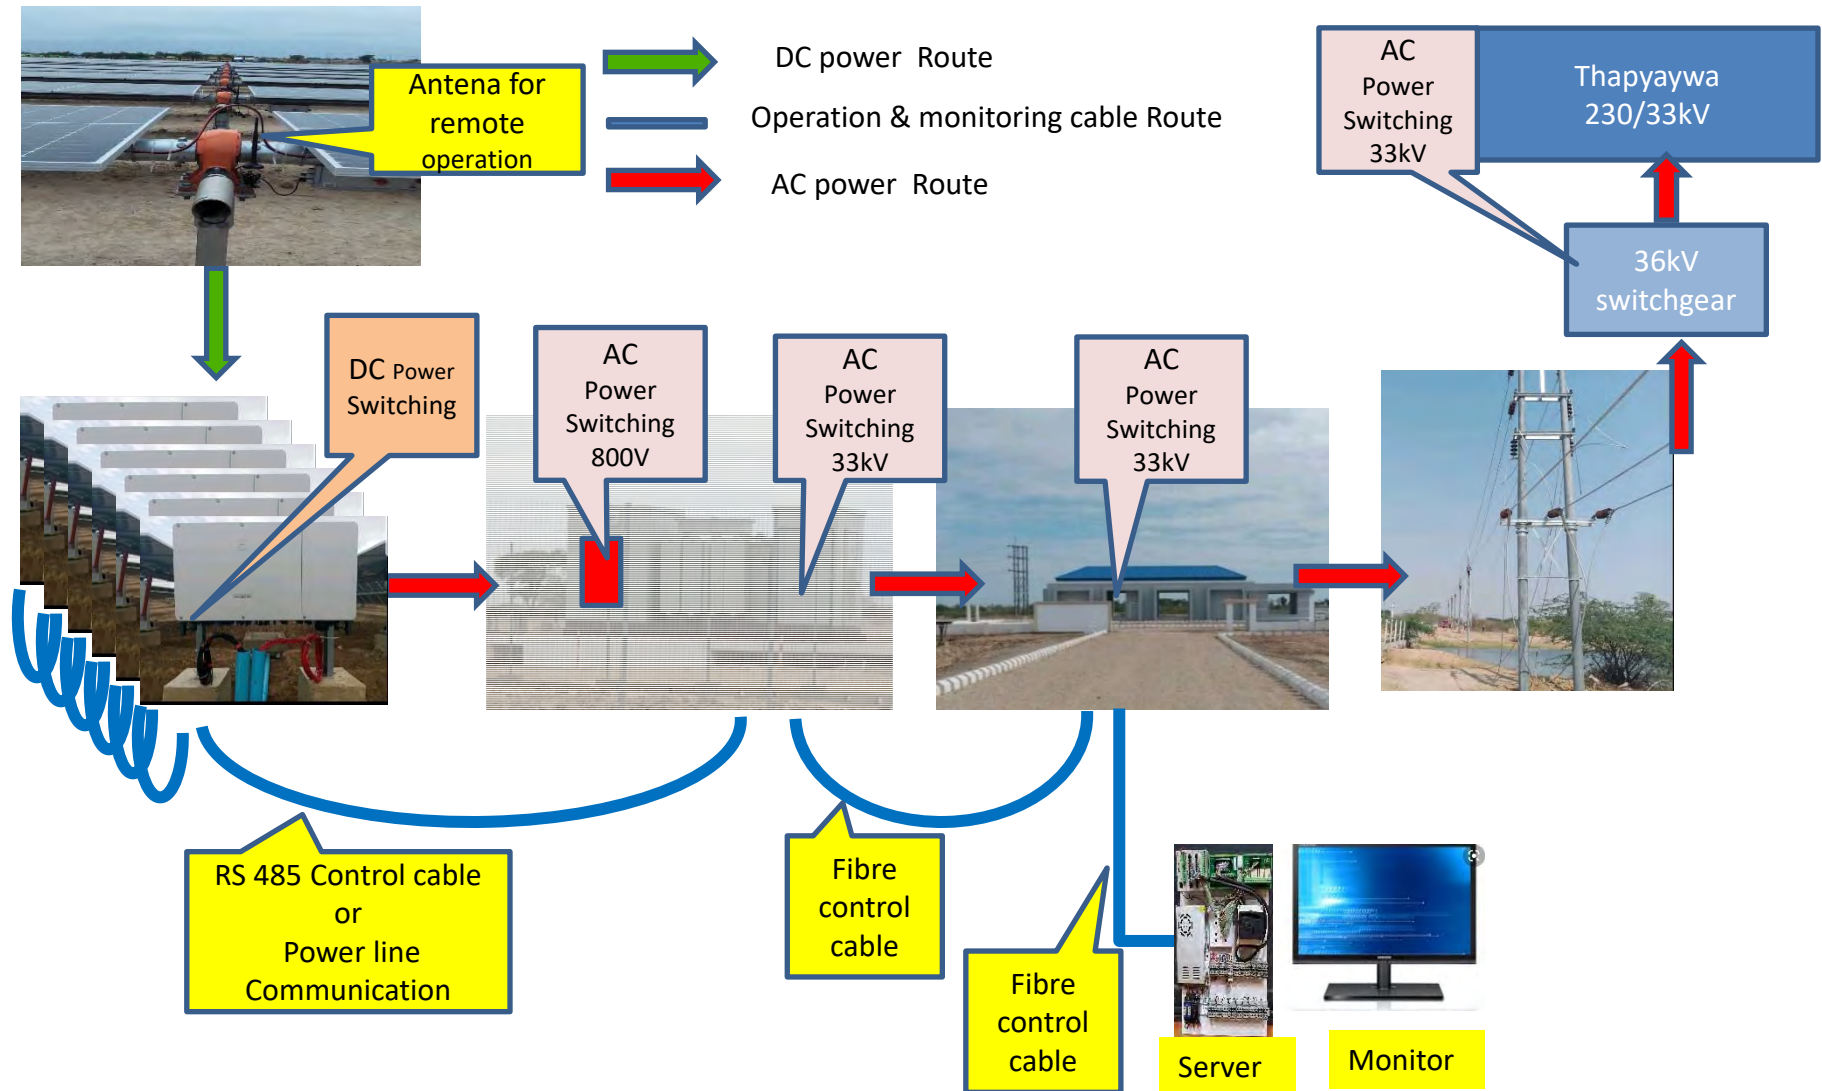 Antena for
remote
operation
DC power Route
Operation & monitoring cable Route
AC power Route
AC
Power
Switching
33kV
Thapyaywa
230/33kV
36kV
switchgear
DC Power
Switching
AC
Power
Switching
800V
AC
Power
Switching
33kV
AC
Power
Switching
33kV
RS 485 Control cable
or
Power line
Communication
Fibre
control
cable
Fibre
control
cable
Server
Monitor